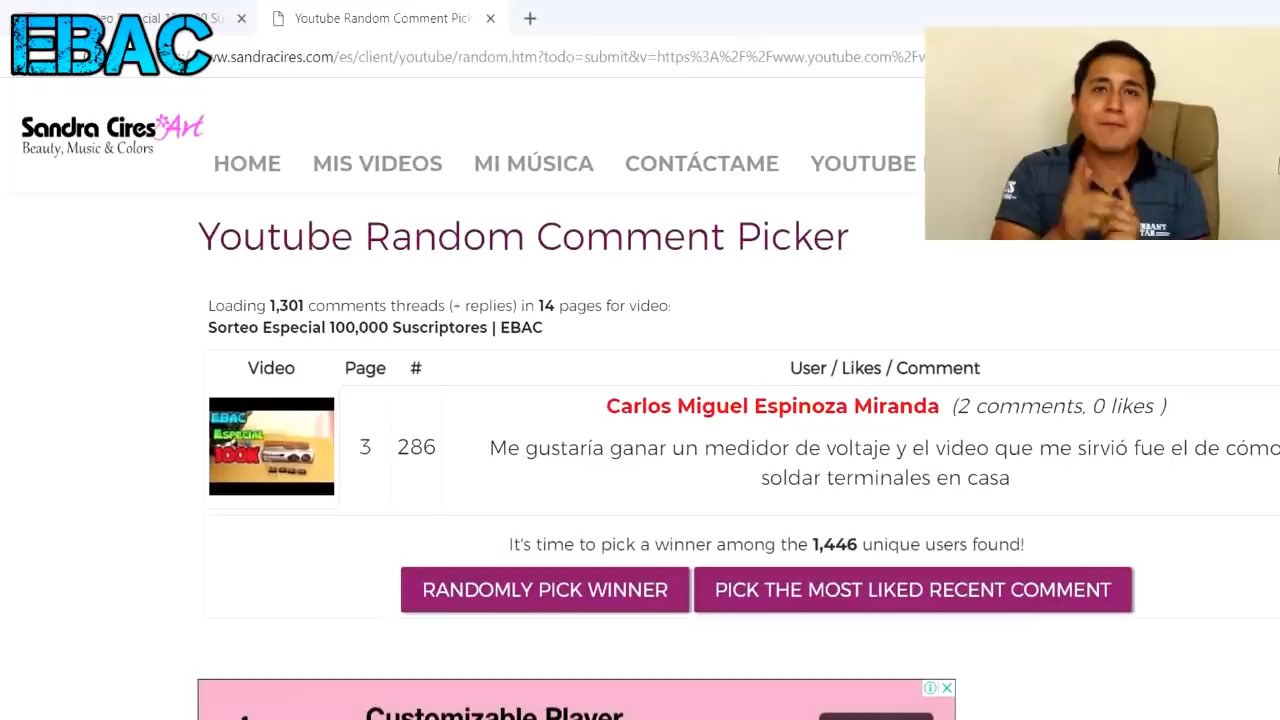 Youtube Random Comment Pick
EBAC
www.sandracires.com/es/client/youtube/random.htm?todo=submit&v=https%3A%2F%2Fwww.youtube.com%2Fw
Sandra Cires Art
Beauty, Music & Colors
HOME MIS VIDEOS MI MÚSICA CONTÁCTAME YOUTUBE
Youtube Random Comment Picker
Loading 1,301 comments threads (+ replies) in 14 pages for video:
Sorteo Especial 100,000 Suscriptores | EBAC
Video Page # User / Likes / Comment
Carlos Miguel Espinoza Miranda (2 comments, 0 likes )
EBAC
ESPECIAL
100K
3 286 Me gustaría ganar un medidor de voltaje y el video que me sirvió fue el de cómo
soldar terminales en casa
It's time to pick a winner among the 1,446 unique users found!
RANDOMLY PICK WINNER PICK THE MOST LIKED RECENT COMMENT
Customizable Player